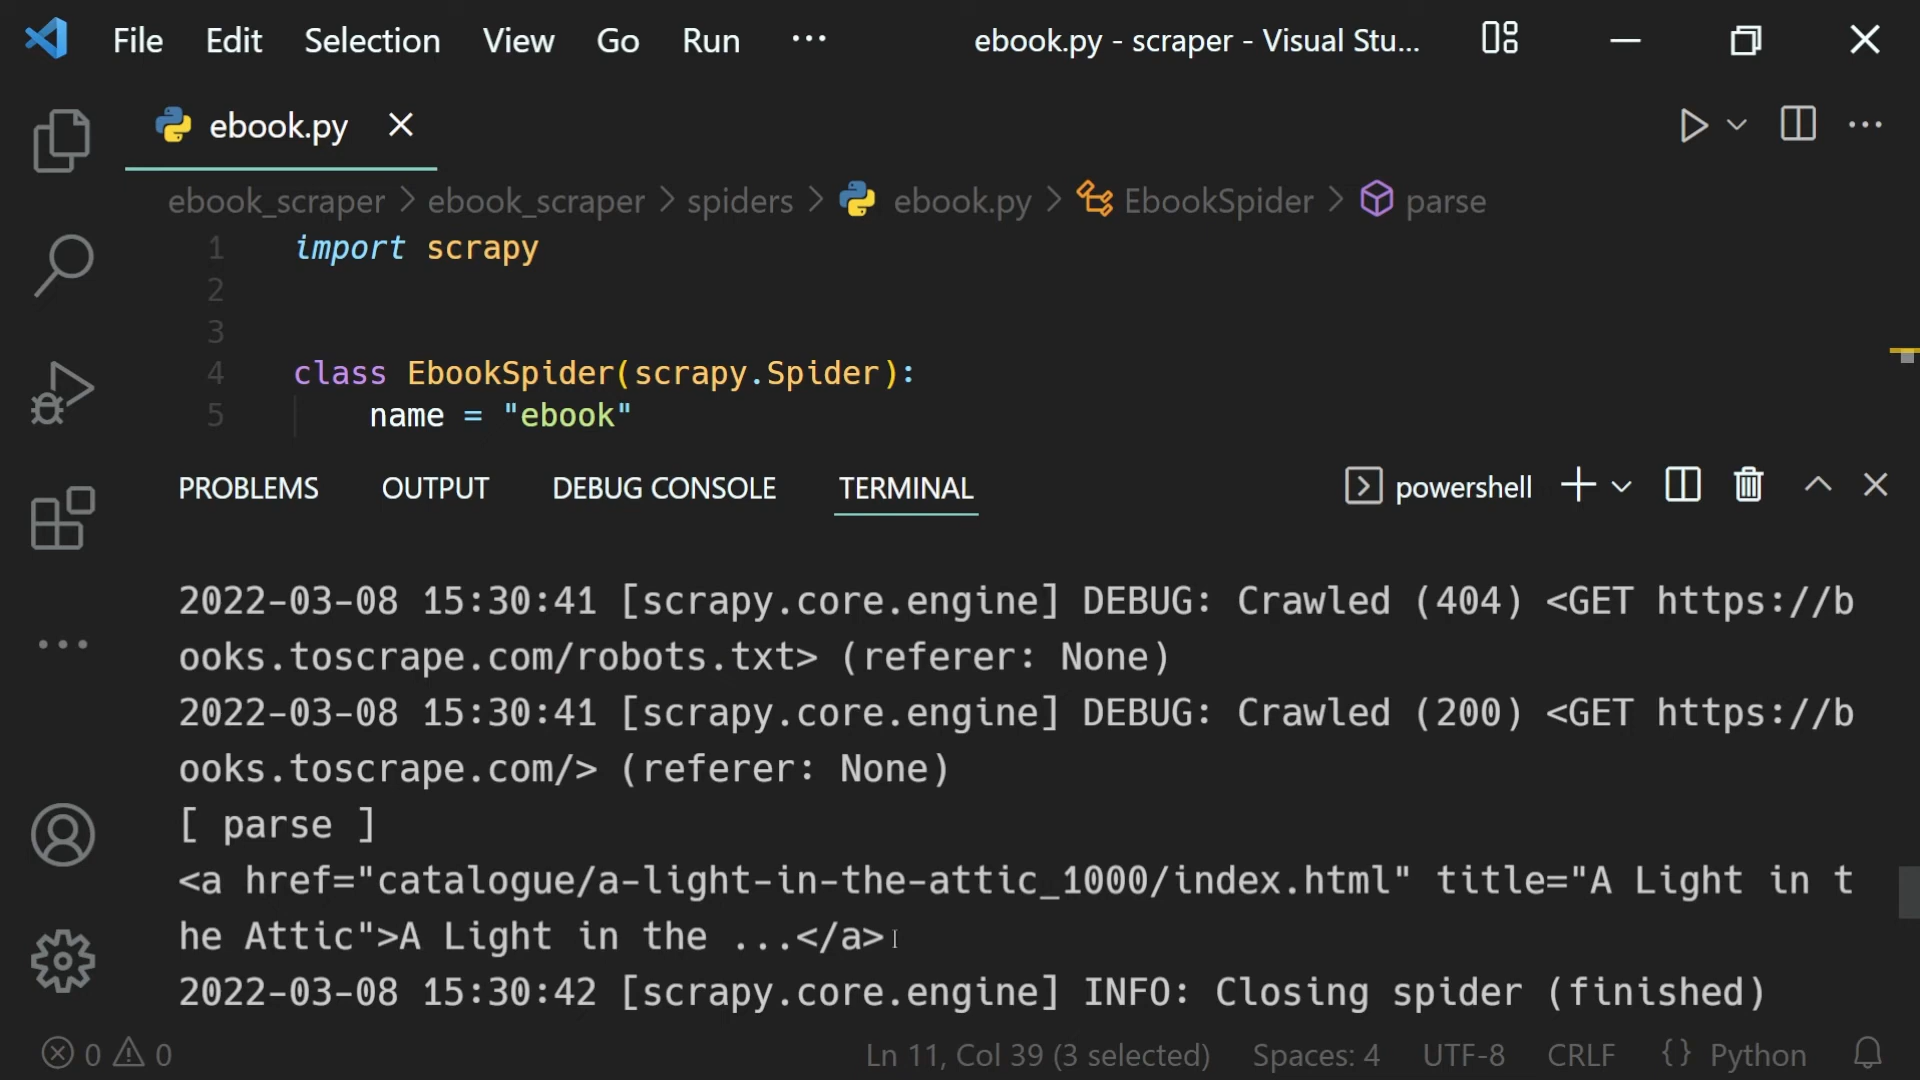 File Edit Selection View Go Run ··· ebook.py - scraper - Visual Stu...
ebook.py
ebook_scraper > ebook_scraper > spiders > ebook.py > EbookSpider > parse
1 import scrapy
2
3
4 class EbookSpider(scrapy.Spider):
5 name = "ebook"
PROBLEMS OUTPUT DEBUG CONSOLE TERMINAL powershell
2022-03-08 15:30:41 [scrapy.core.engine] DEBUG: Crawled (404) <GET https://b
ooks.toscrape.com/robots.txt> (referer: None)
2022-03-08 15:30:41 [scrapy.core.engine] DEBUG: Crawled (200) <GET https://b
ooks.toscrape.com/> (referer: None)
[ parse ]
<a href="catalogue/a-light-in-the-attic_1000/index.html" title="A Light in t
he Attic">A Light in the ...</a>
2022-03-08 15:30:42 [scrapy.core.engine] INFO: Closing spider (finished)
0 0 Ln 11, Col 39 (3 selected) Spaces: 4 UTF-8 CRLF {} Python